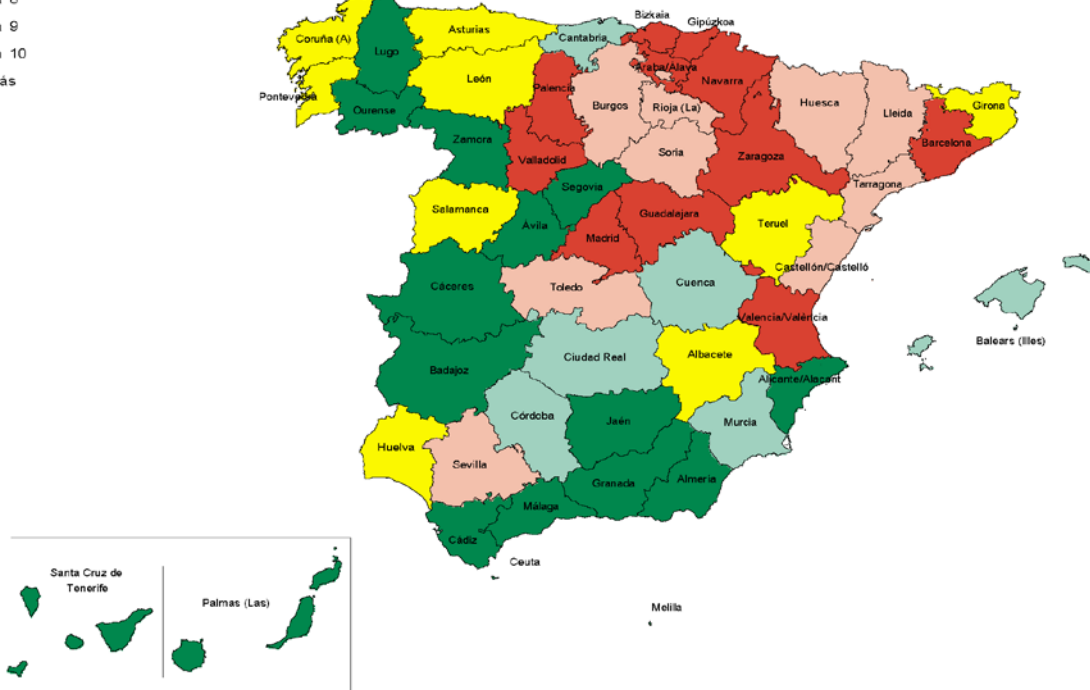 9
10
ás
Bizkaia
Gipúzkoa
Coruña (A)
Lugo
Asturias
Cantabria
León
Palencia
Araba/Álava
Navarra
Pontevedra
Ourense
Burgos
Rioja (La)
Huesca
Lleida
Girona
Barcelona
Zamora
Valladolid
Soria
Zaragoza
Segovia
Tarragona
Salamanca
Ávila
Madrid
Guadalajara
Teruel
Castellón/Castelló
Cáceres
Toledo
Cuenca
Valencia/València
Balears (Illes)
Badajoz
Ciudad Real
Albacete
Alicante/Alacant
Huelva
Córdoba
Jaén
Murcia
Sevilla
Granada
Almería
Málaga
Cádiz
Ceuta
Melilla
Santa Cruz de
Tenerife
Palmas (Las)